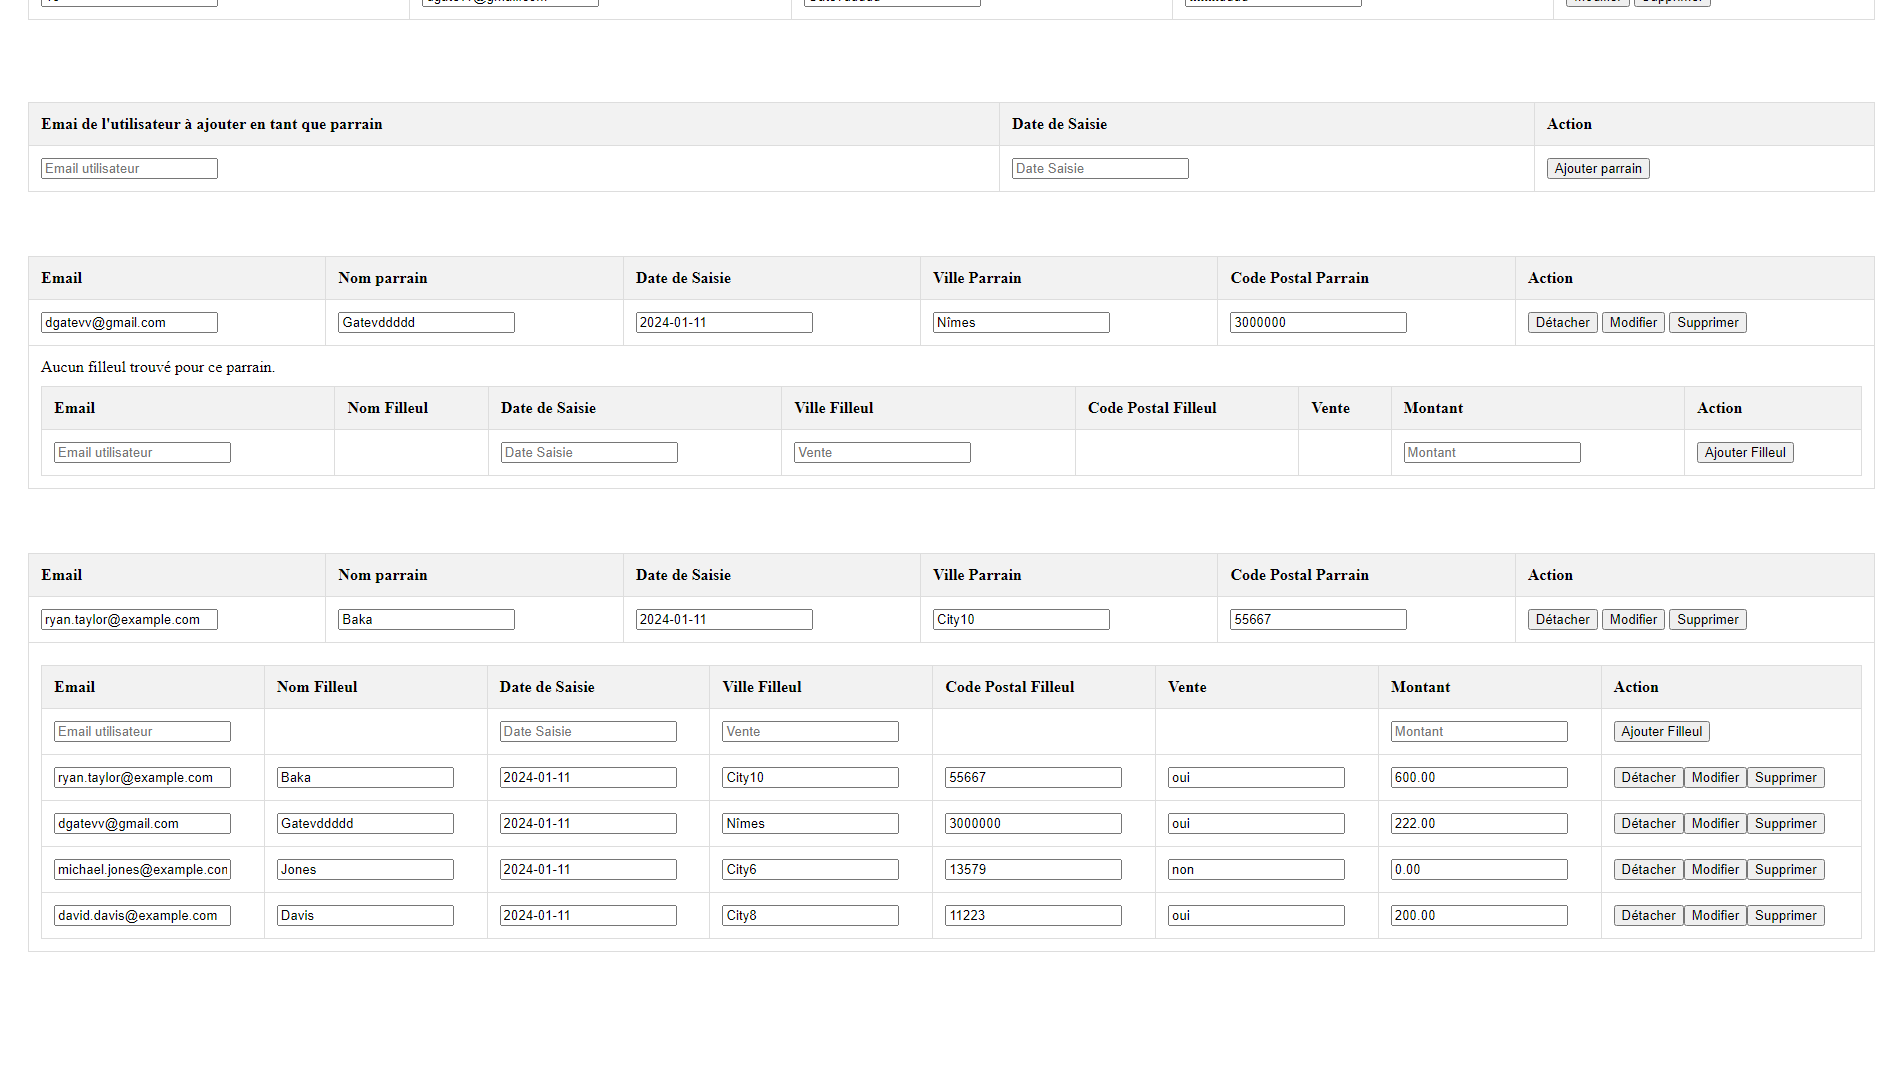 Emai de l'utilisateur à ajouter en tant que parrain Date de Saisie Action
Email utilisateur Date Saisie Ajouter parrain
Email Nom parrain Date de Saisie Ville Parrain Code Postal Parrain Action
dgatevv@gmail.com Gatevddddd 2024-01-11 Nîmes 3000000 Détacher Modifier Supprimer
Aucun filleul trouvé pour ce parrain.
Email Nom Filleul Date de Saisie Ville Filleul Code Postal Filleul Vente Montant Action
Email utilisateur Date Saisie Vente Montant Ajouter Filleul
Email Nom parrain Date de Saisie Ville Parrain Code Postal Parrain Action
ryan.taylor@example.com Baka 2024-01-11 City10 55667 Détacher Modifier Supprimer
Email Nom Filleul Date de Saisie Ville Filleul Code Postal Filleul Vente Montant Action
Email utilisateur Date Saisie Vente Montant Ajouter Filleul
ryan.taylor@example.com Baka 2024-01-11 City10 55667 oui 600.00 Détacher Modifier Supprimer
dgatevv@gmail.com Gatevddddd 2024-01-11 Nîmes 3000000 oui 222.00 Détacher Modifier Supprimer
michael.jones@example.con Jones 2024-01-11 City6 13579 non 0.00 Détacher Modifier Supprimer
david.davis@example.com Davis 2024-01-11 City8 11223 oui 200.00 Détacher Modifier Supprimer